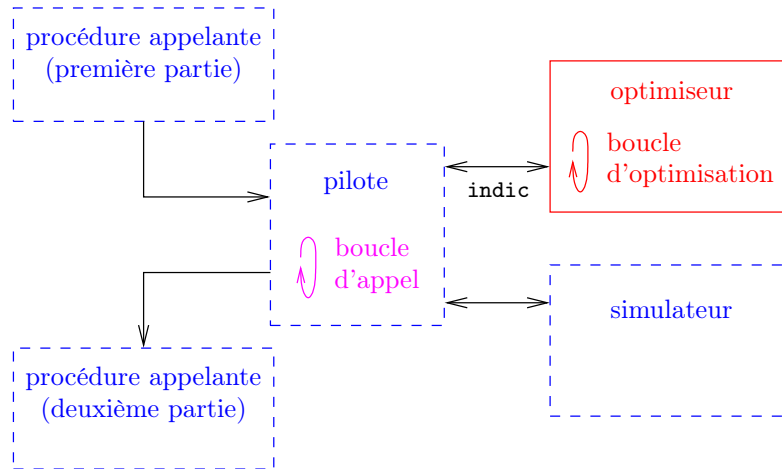 procédure appelante
(première partie)
optimiseur
boucle
d'optimisation
pilote
indic
boucle
d'appel
simulateur
procédure appelante
(deuxième partie)